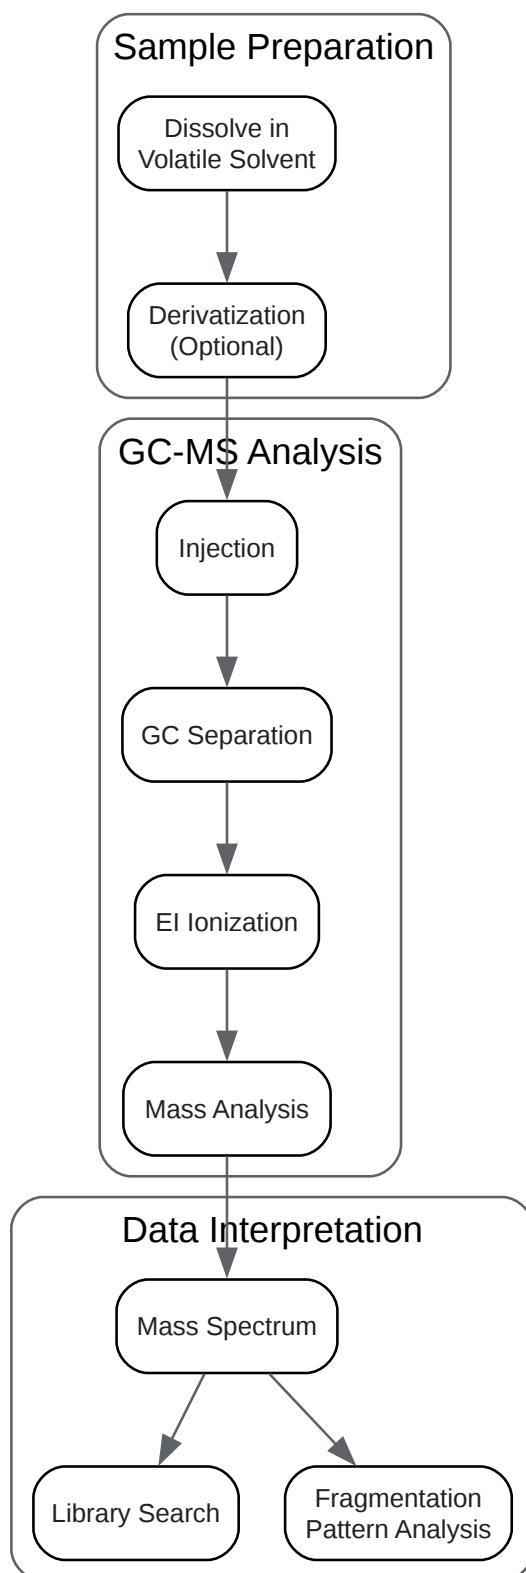 Sample Preparation
Dissolve in
Volatile Solvent
Derivatization
(Optional)
GC-MS Analysis
Injection
GC Separation
EI Ionization
Mass Analysis
Data Interpretation
Mass Spectrum
Library Search
Fragmentation
Pattern Analysis